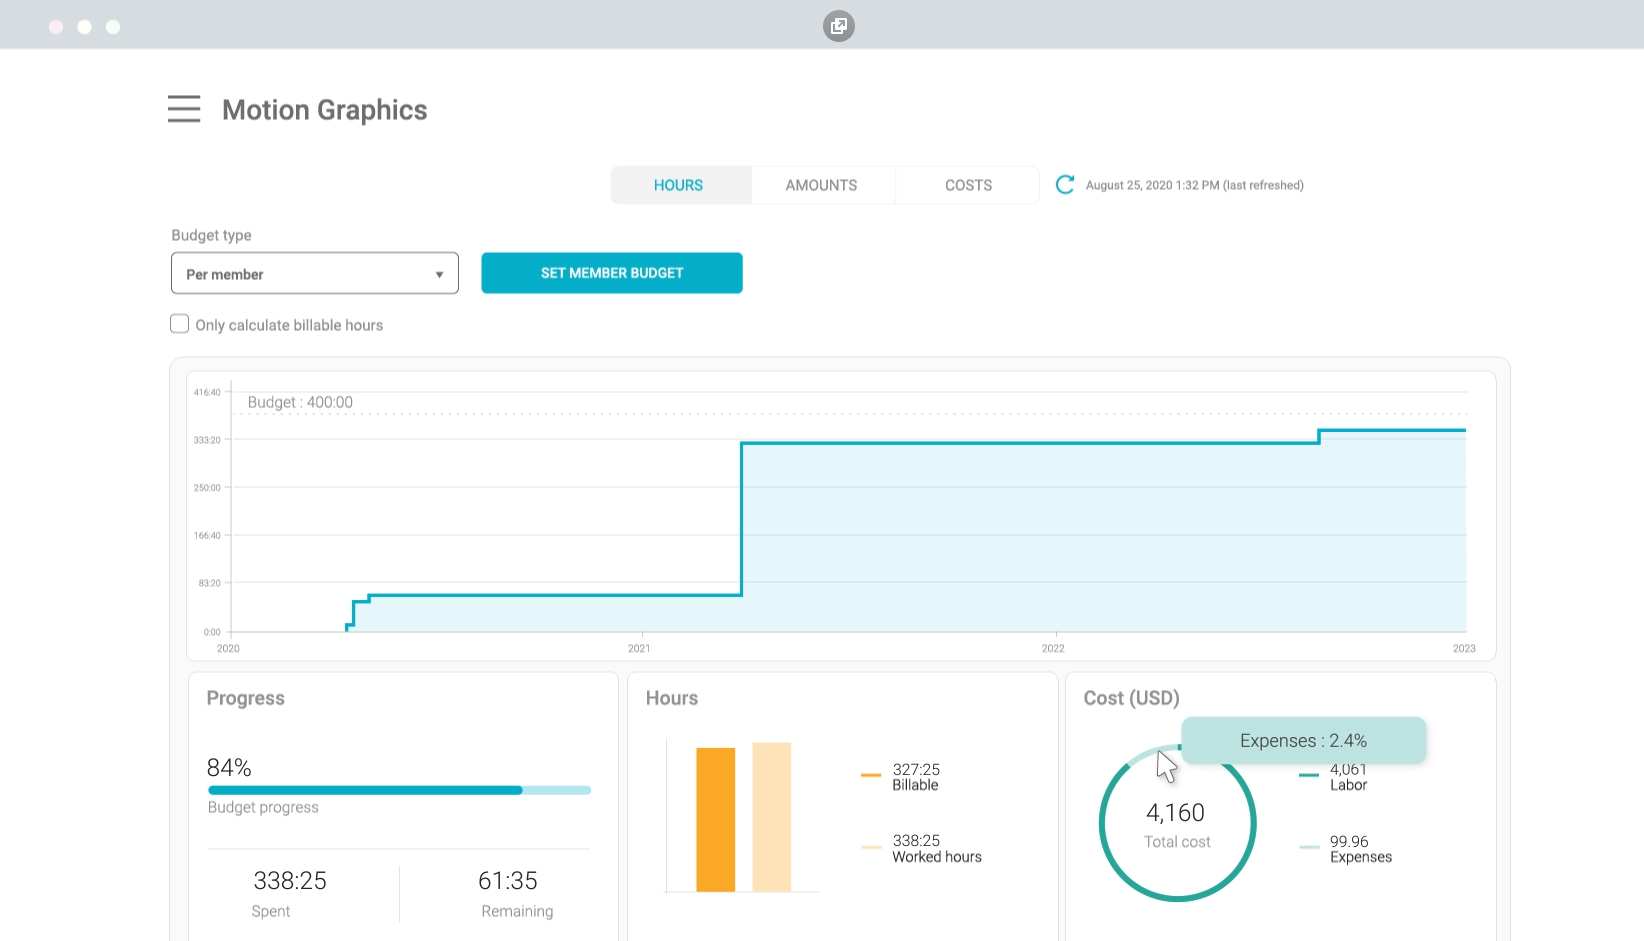 Motion Graphics
HOURS
AMOUNTS
COSTS
August 25, 2020 1:32 PM (last refreshed)
Budget type
Per member
SET MEMBER BUDGET
Only calculate billable hours
416:40
Budget : 400:00
333:20
250:00
166:40
83:20
0:00
2020
2021
2022
2023
Progress
84%
Budget progress
338:25
Spent
61:35
Remaining
Hours
327:25
Billable
338:25
Worked hours
Cost (USD)
Expenses : 2.4%
4,160
Total cost
4,061
Labor
99.96
Expenses